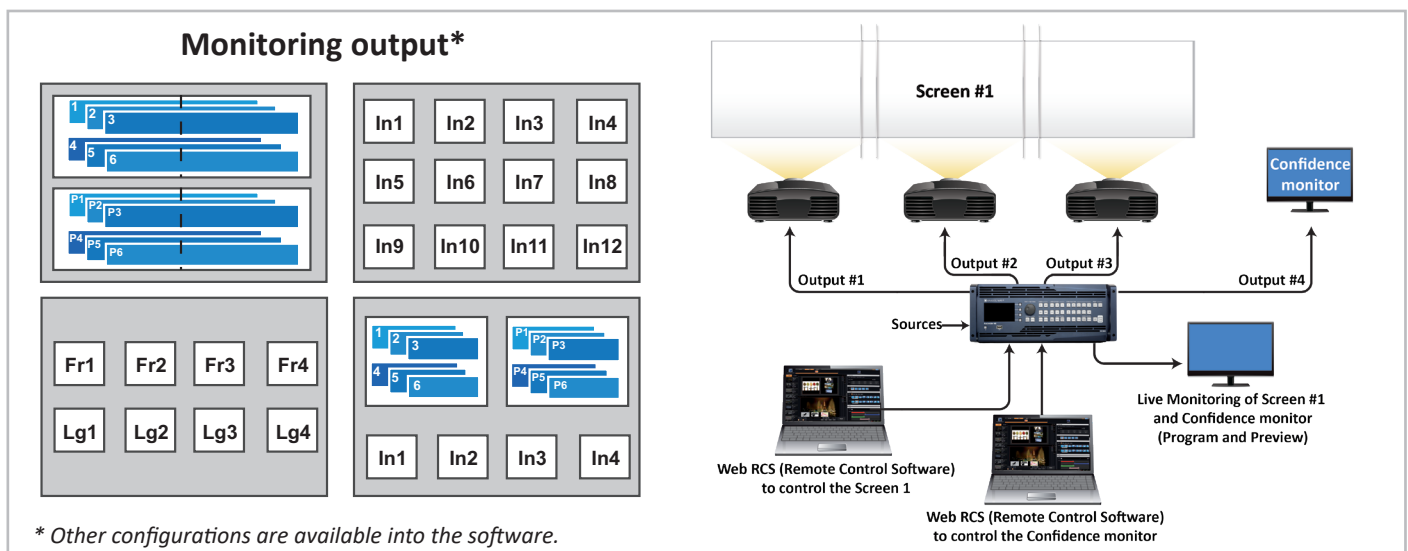 Monitoring output*
1
2
3
4
5
6
P1
P2
P3
P4
P5
P6
In1 In2 In3 In4
In5 In6 In7 In8
In9 In10 In11 In12
Fr1 Fr2 Fr3 Fr4
Lg1 Lg2 Lg3 Lg4
1
2
3
4
5
6
P1
P2
P3
P4
P5
P6
In1 In2 In3 In4
* Other configurations are available into the software.
Screen #1
Confidence
monitor
Output #1
Output #2
Output #3
Output #4
Sources
Live Monitoring of Screen #1
and Confidence monitor
(Program and Preview)
Web RCS (Remote Control Software)
to control the Screen 1
Web RCS (Remote Control Software)
to control the Confidence monitor